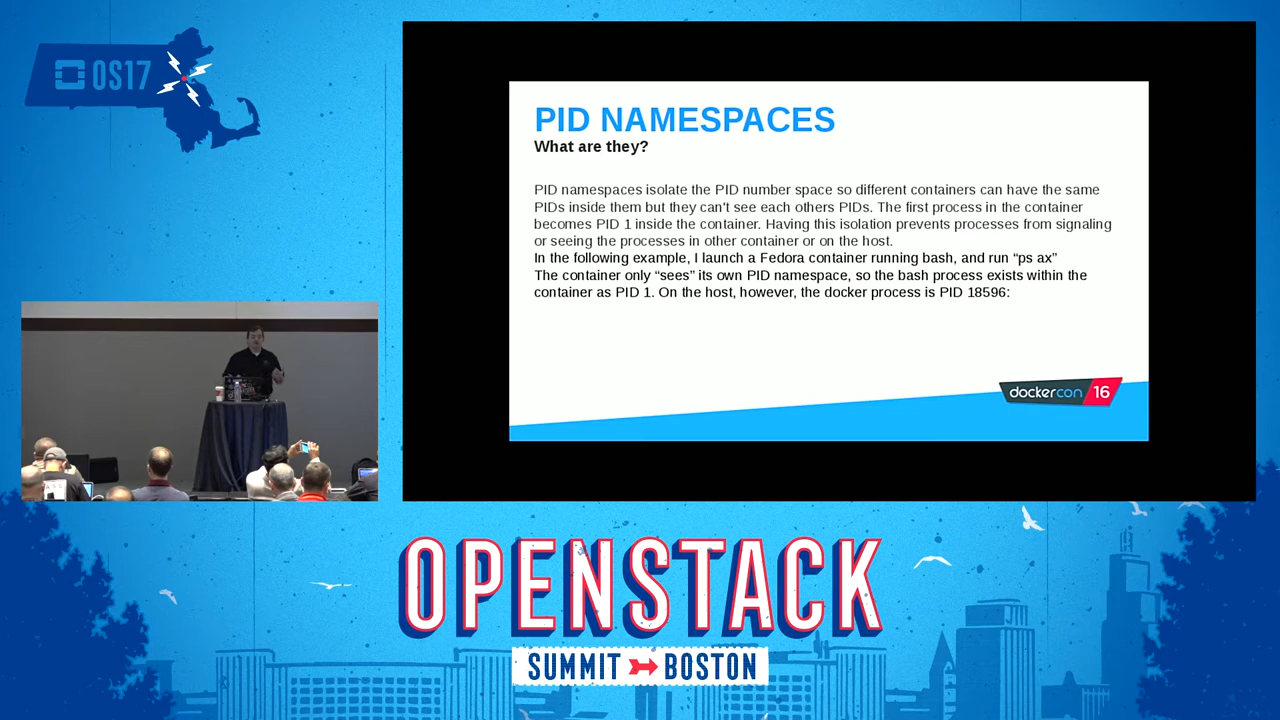 OS17
PID NAMESPACES
What are they?
PID namespaces isolate the PID number space so different containers can have the same
PIDs inside them but they can't see each others PIDs. The first process in the container
becomes PID 1 inside the container. Having this isolation prevents processes from signaling
or seeing the processes in other container or on the host.
In the following example, I launch a Fedora container running bash, and run “ps ax”
The container only “sees” its own PID namespace, so the bash process exists within the
container as PID 1. On the host, however, the docker process is PID 18596:
dockercon 16
OPENSTACK
SUMMIT BOSTON